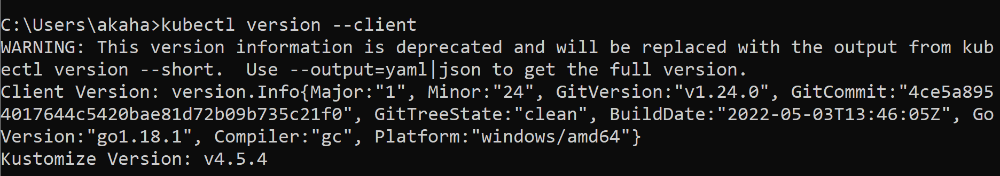 C:\Users\akaha>kubectl version --client
WARNING: This version information is deprecated and will be replaced with the output from kub
ectl version --short.  Use --output=yaml|json to get the full version.
Client Version: version.Info{Major:"1", Minor:"24", GitVersion:"v1.24.0", GitCommit:"4ce5a895
4017644c5420bae81d72b09b735c21f0", GitTreeState:"clean", BuildDate:"2022-05-03T13:46:05Z", Go
Version:"go1.18.1", Compiler:"gc", Platform:"windows/amd64"}
Kustomize Version: v4.5.4